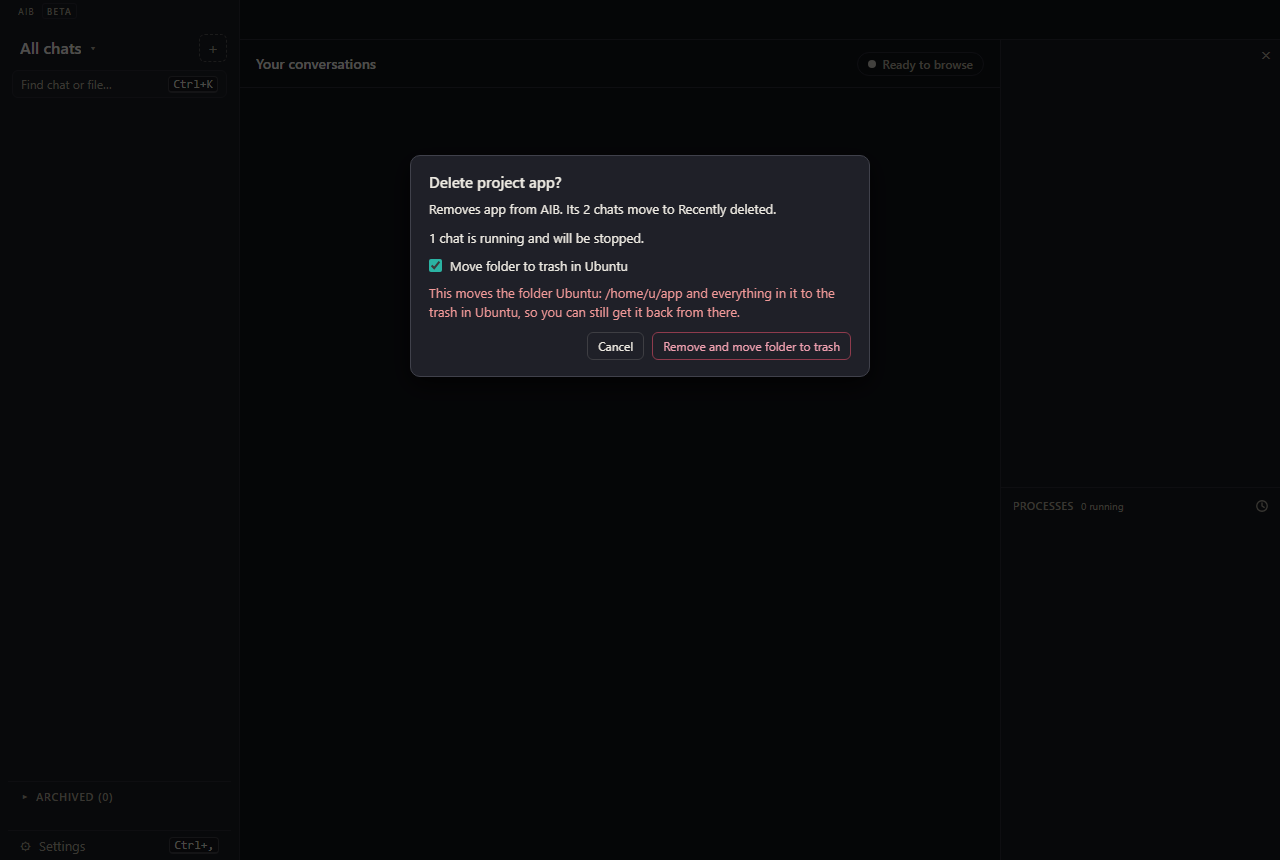 AIB BETA
All chats
+
Find chat or file... Ctrl+K
Your conversations
Ready to browse
Delete project app?
Removes app from AIB. Its 2 chats move to Recently deleted.
1 chat is running and will be stopped.
Move folder to trash in Ubuntu
This moves the folder Ubuntu: /home/u/app and everything in it to the
trash in Ubuntu, so you can still get it back from there.
Cancel
Remove and move folder to trash
PROCESSES 0 running
ARCHIVED (0)
Settings Ctrl+,